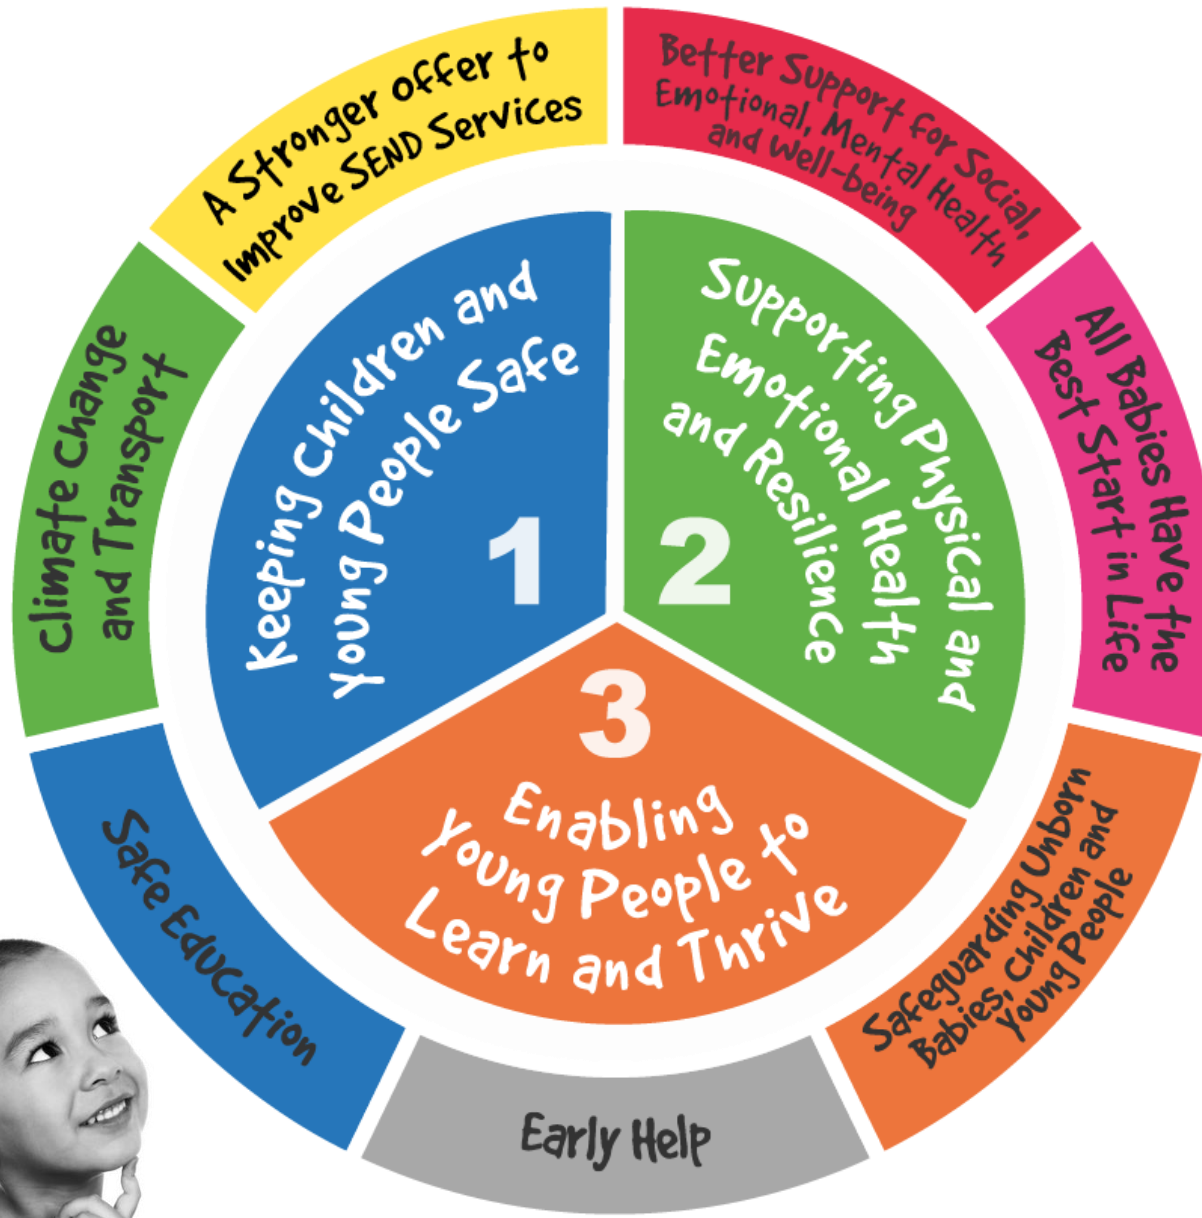 A Stronger offer to
Improve SEND Services
Better Support for Social,
Emotional, Mental Health
and Well-being
All Babies Have the
Best Start in Life
Safeguarding Unborn
Babies, Children and
Young People
Early Help
Safe Education
Climate Change
and Transport
Keeping Children and
Young People Safe
1
Supporting Physical and
Emotional Health
and Resilience
2
3
Enabling
Young People to
Learn and Thrive